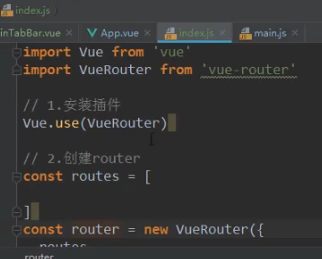 index.js
inTabBar.vue App.vue index.js main.js
import Vue from 'vue'
import VueRouter from 'vue-router'
// 1.安装插件
Vue.use(VueRouter)
// 2.创建router
const routes = [
]
const router = new VueRouter({
routes
router